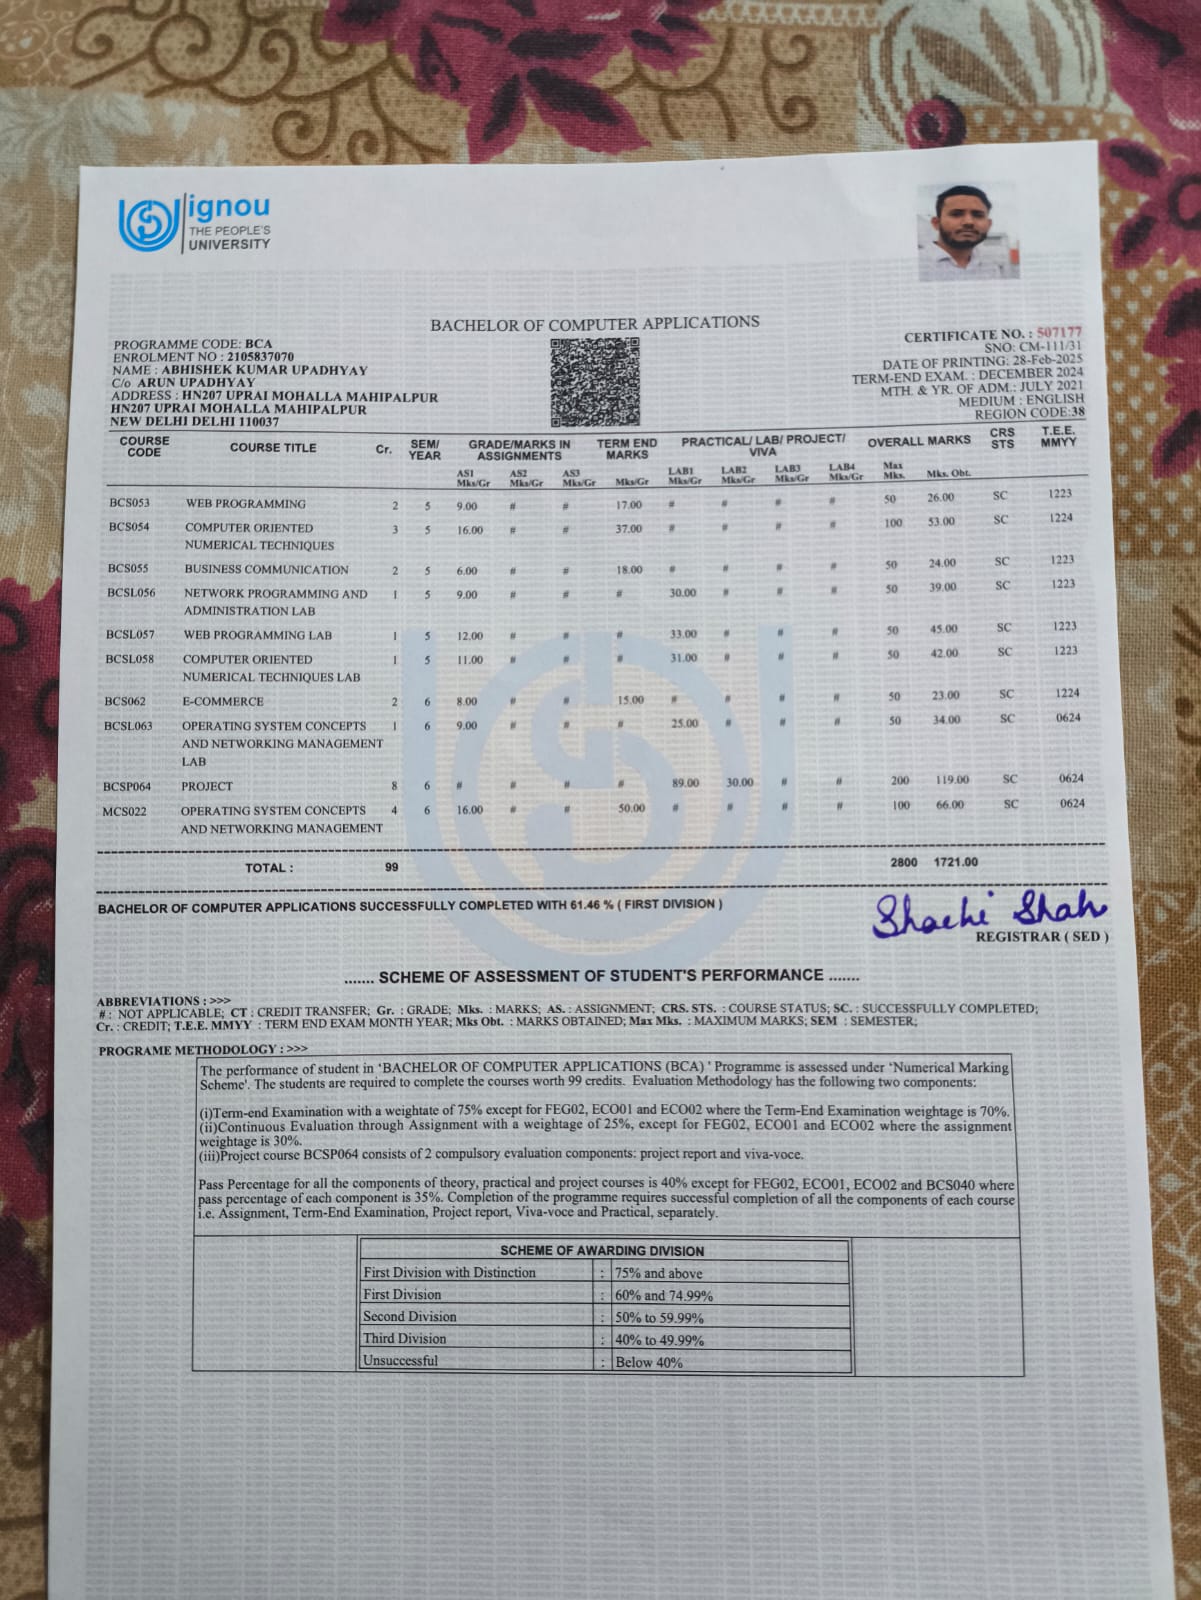 ignou
THE PEOPLE'S
UNIVERSITY
BACHELOR OF COMPUTER APPLICATIONS
PROGRAMME CODE: BCA
ENROLMENT NO : 2105837070
NAME : ABHISHEK KUMAR UPADHYAY
C/o ARUN UPADHYAY
ADDRESS : HN207 UPRAI MOHALLA MAHIPALPUR
HN207 UPRAI MOHALLA MAHIPALPUR
NEW DELHI DELHI 110037
CERTIFICATE NO. : 507177
SNO: CM-111/31
DATE OF PRINTING: 28-Feb-2025
TERM-END EXAM. : DECEMBER 2024
MTH. & YR. OF ADM.: JULY 2021
MEDIUM : ENGLISH
REGION CODE:38
COURSE CODE COURSE TITLE Cr. SEM/ YEAR GRADE/MARKS IN ASSIGNMENTS TERM END MARKS PRACTICAL/ LAB/ PROJECT/ VIVA OVERALL MARKS CRS STS T.E.E. MMYY
AS1 Mks/Gr AS2 Mks/Gr AS3 Mks/Gr Mks/Gr LAB1 Mks/Gr LAB2 Mks/Gr LAB3 Mks/Gr LAB4 Mks/Gr Max Mks. Mks. Obt.
BCS053 WEB PROGRAMMING 2 5 9.00 # # 17.00 # # # # 50 26.00 SC 1223
BCS054 COMPUTER ORIENTED 3 5 16.00 # # 37.00 # # # # 100 53.00 SC 1224
NUMERICAL TECHNIQUES
BCS055 BUSINESS COMMUNICATION 2 5 6.00 # # 18.00 # # # # 50 24.00 SC 1223
BCSL056 NETWORK PROGRAMMING AND 1 5 9.00 # # # 30.00 # # # 50 39.00 SC 1223
ADMINISTRATION LAB
BCSL057 WEB PROGRAMMING LAB 1 5 12.00 # # # 33.00 # # # 50 45.00 SC 1223
BCSL058 COMPUTER ORIENTED 1 5 11.00 # # # 31.00 # # # 50 42.00 SC 1223
NUMERICAL TECHNIQUES LAB
BCS062 E-COMMERCE 2 6 8.00 # # 15.00 # # # # 50 23.00 SC 1224
BCSL063 OPERATING SYSTEM CONCEPTS 1 6 9.00 # # # 25.00 # # # 50 34.00 SC 0624
AND NETWORKING MANAGEMENT
LAB
BCSP064 PROJECT 8 6 # # # # 89.00 30.00 # # 200 119.00 SC 0624
MCS022 OPERATING SYSTEM CONCEPTS 4 6 16.00 # # 50.00 # # # # 100 66.00 SC 0624
AND NETWORKING MANAGEMENT
TOTAL : 99 2800 1721.00
BACHELOR OF COMPUTER APPLICATIONS SUCCESSFULLY COMPLETED WITH 61.46 % ( FIRST DIVISION )
Shachi Shah
REGISTRAR ( SED )
....... SCHEME OF ASSESSMENT OF STUDENT'S PERFORMANCE .......
ABBREVIATIONS : >>>
# : NOT APPLICABLE; CT : CREDIT TRANSFER; Gr. : GRADE; Mks. : MARKS; AS. : ASSIGNMENT; CRS. STS. : COURSE STATUS; SC. : SUCCESSFULLY COMPLETED;
Cr. : CREDIT; T.E.E. MMYY : TERM END EXAM MONTH YEAR; Mks Obt. : MARKS OBTAINED; Max Mks. : MAXIMUM MARKS; SEM : SEMESTER;
PROGRAME METHODOLOGY : >>>
The performance of student in 'BACHELOR OF COMPUTER APPLICATIONS (BCA) ' Programme is assessed under 'Numerical Marking
Scheme'. The students are required to complete the courses worth 99 credits. Evaluation Methodology has the following two components:
(i)Term-end Examination with a weightate of 75% except for FEG02, ECO01 and ECO02 where the Term-End Examination weightage is 70%.
(ii)Continuous Evaluation through Assignment with a weightage of 25%, except for FEG02, ECO01 and ECO02 where the assignment
weightage is 30%.
(iii)Project course BCSP064 consists of 2 compulsory evaluation components: project report and viva-voce.
Pass Percentage for all the components of theory, practical and project courses is 40% except for FEG02, ECO01, ECO02 and BCS040 where
pass percentage of each component is 35%. Completion of the programme requires successful completion of all the components of each course
i.e. Assignment, Term-End Examination, Project report, Viva-voce and Practical, separately.
SCHEME OF AWARDING DIVISION
First Division with Distinction : 75% and above
First Division : 60% and 74.99%
Second Division : 50% to 59.99%
Third Division : 40% to 49.99%
Unsuccessful : Below 40%